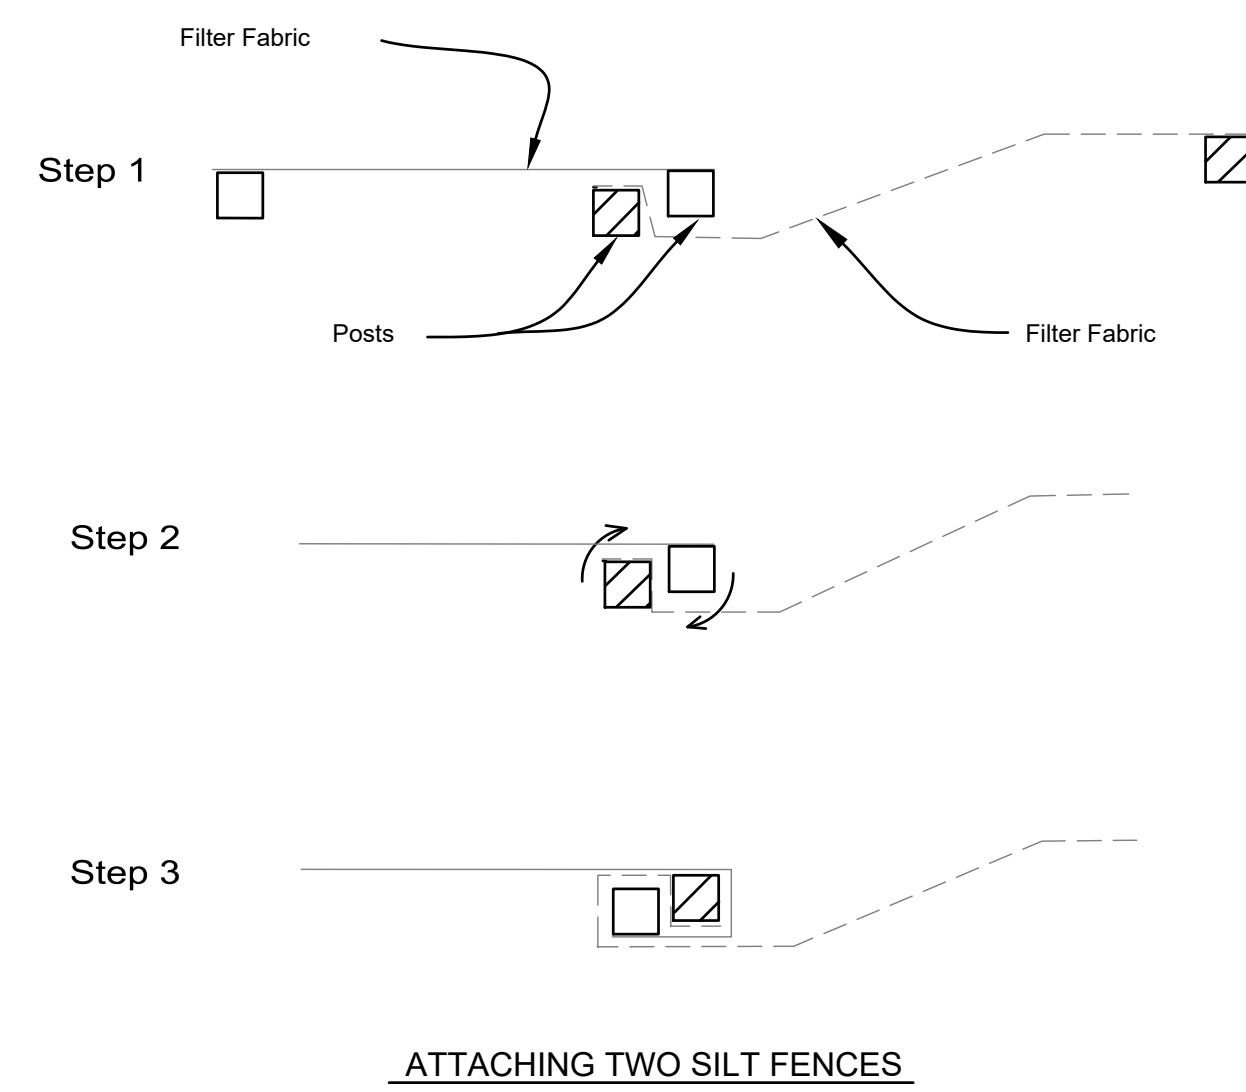 Filter Fabric
Step 1
Posts
Filter Fabric
Step 2
Step 3
ATTACHING TWO SILT FENCES